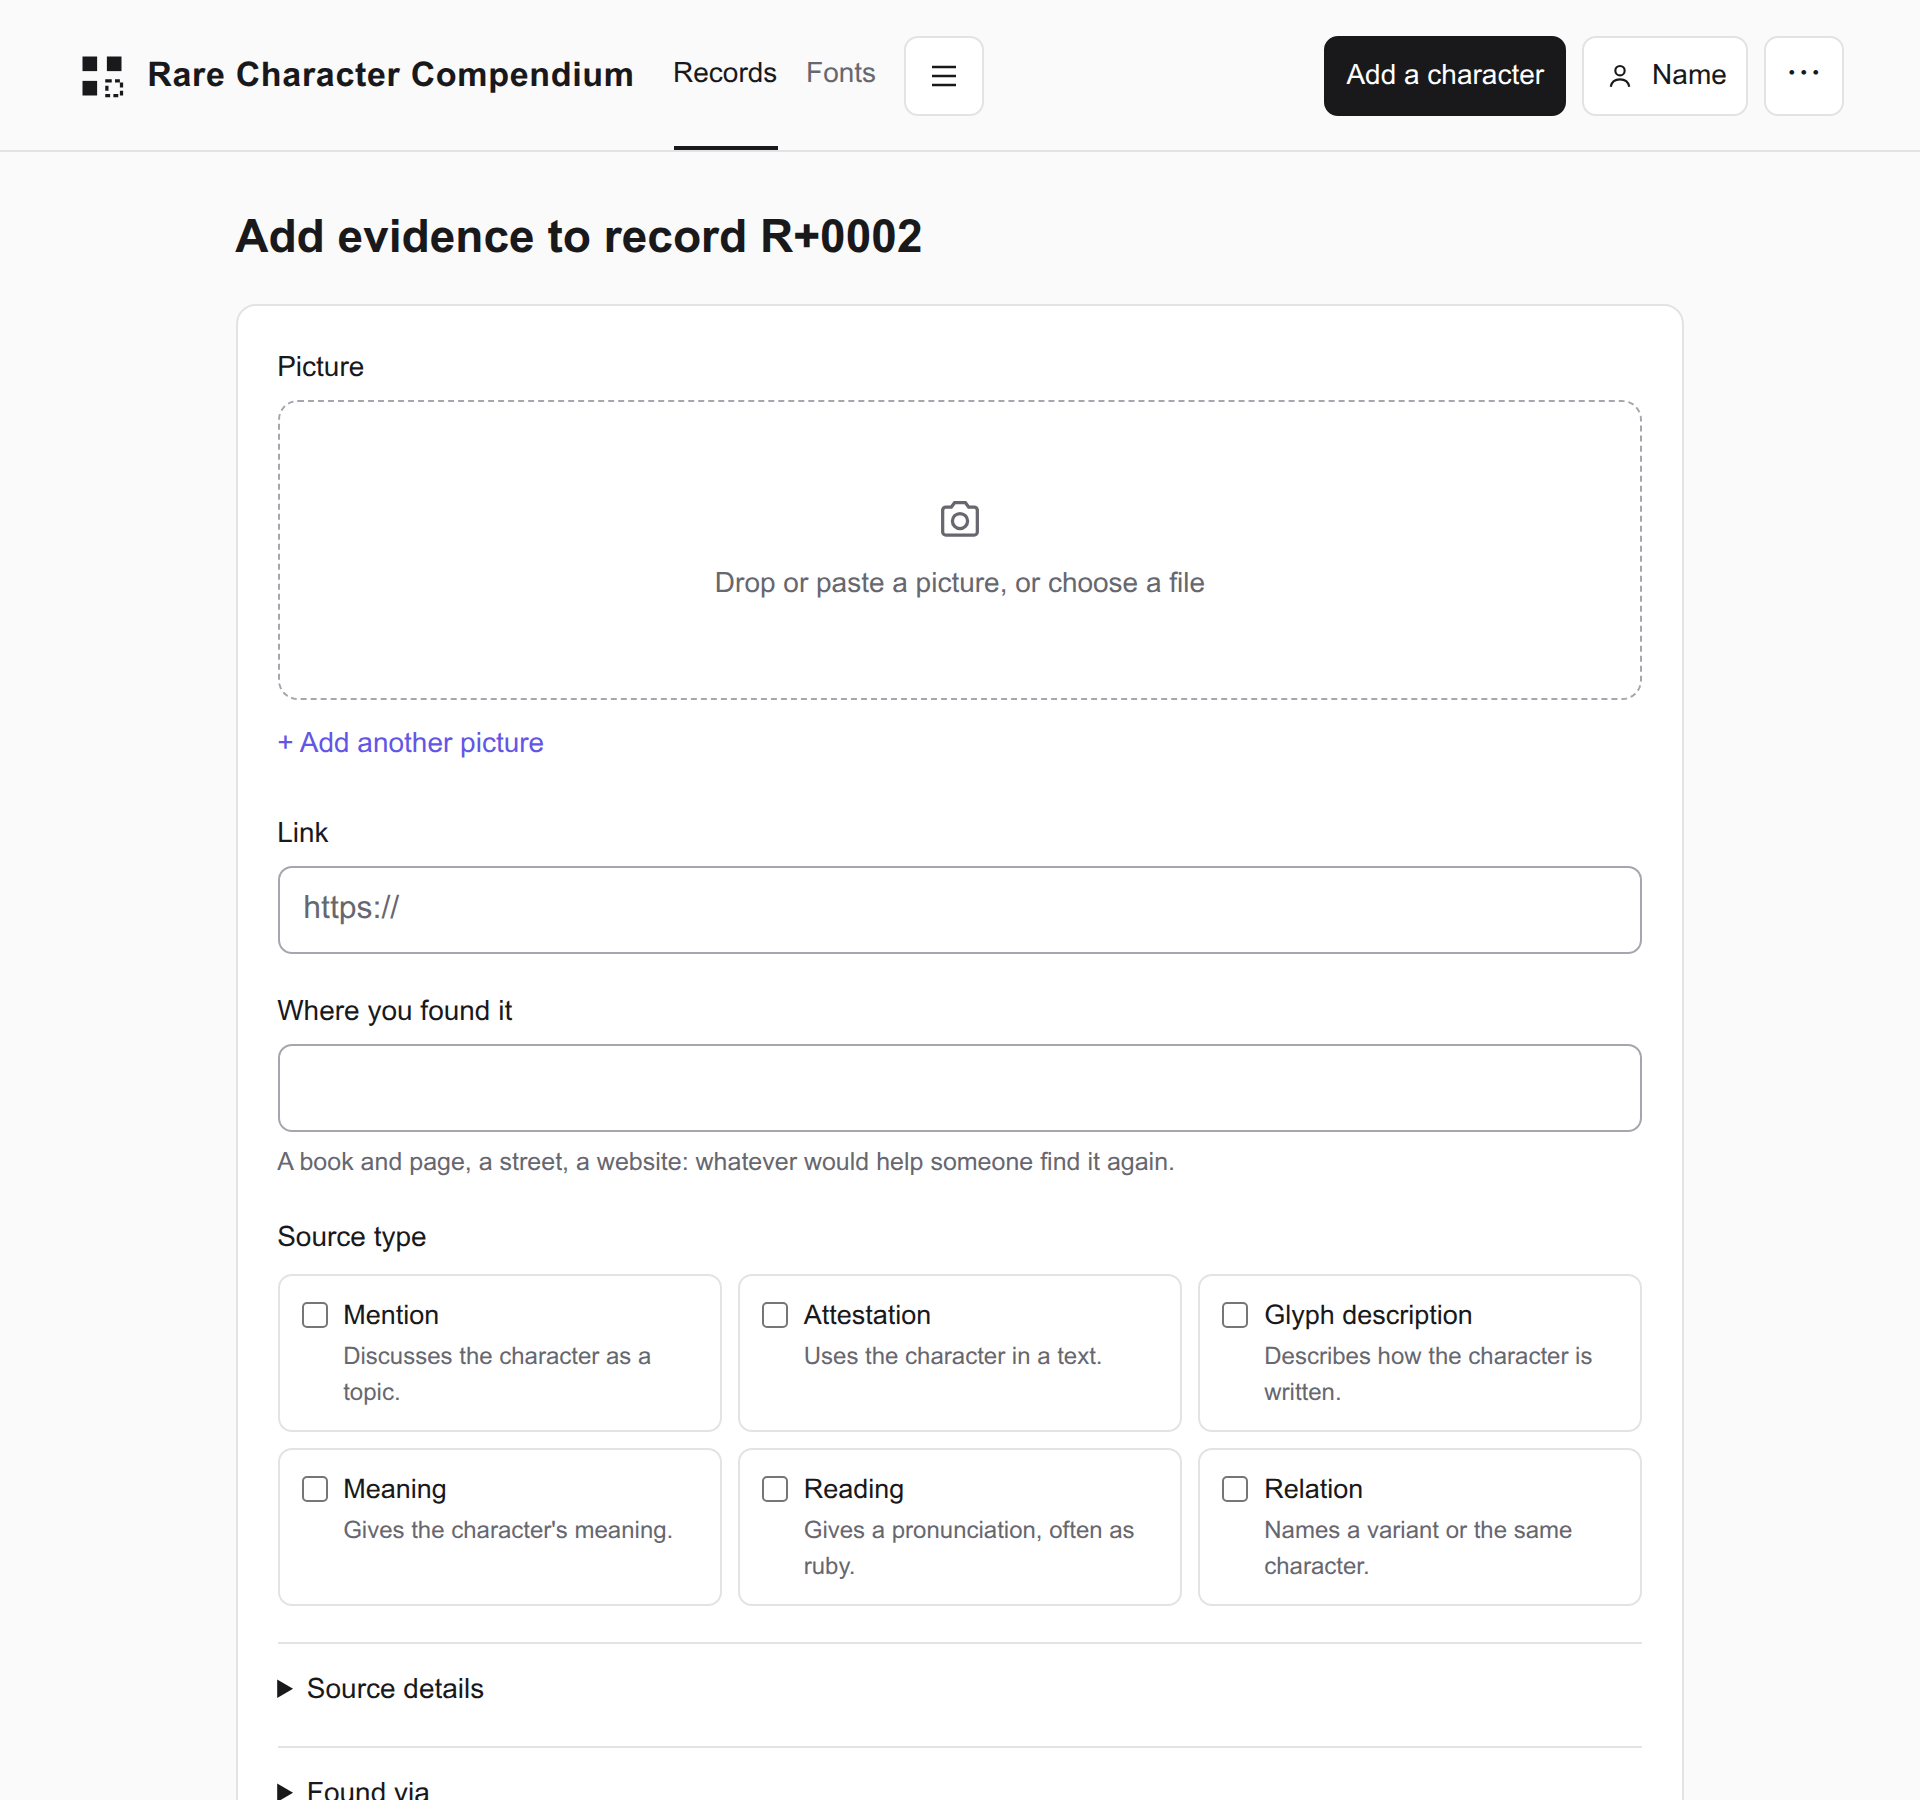 Rare Character Compendium
Records
Fonts
Add a character
Name
Add evidence to record R+0002
Picture
Drop or paste a picture, or choose a file
+ Add another picture
Link
https://
Where you found it
A book and page, a street, a website: whatever would help someone find it again.
Source type
Mention
Discusses the character as a
topic.
Attestation
Uses the character in a text.
Glyph description
Describes how the character is
written.
Meaning
Gives the character's meaning.
Reading
Gives a pronunciation, often as
ruby.
Relation
Names a variant or the same
character.
Source details
Found via